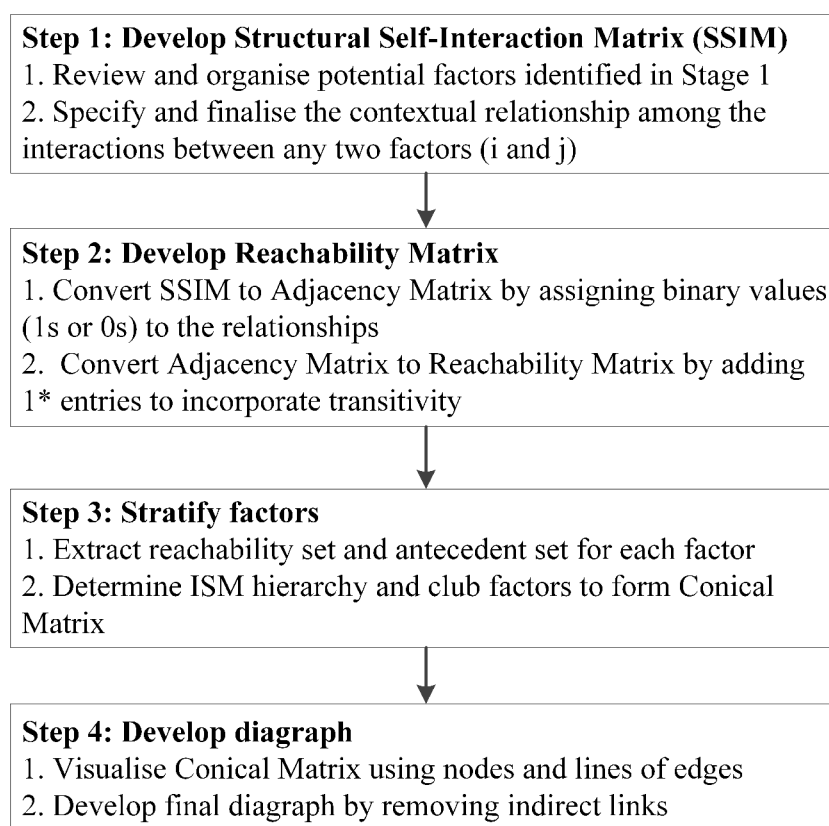 Step 1: Develop Structural Self-Interaction Matrix (SSIM)
1. Review and organise potential factors identified in Stage 1
2. Specify and finalise the contextual relationship among the
interactions between any two factors (i and j)
Step 2: Develop Reachability Matrix
1. Convert SSIM to Adjacency Matrix by assigning binary values
(1s or 0s) to the relationships
2. Convert Adjacency Matrix to Reachability Matrix by adding
1* entries to incorporate transitivity
Step 3: Stratify factors
1. Extract reachability set and antecedent set for each factor
2. Determine ISM hierarchy and club factors to form Conical
Matrix
Step 4: Develop diagraph
1. Visualise Conical Matrix using nodes and lines of edges
2. Develop final diagraph by removing indirect links